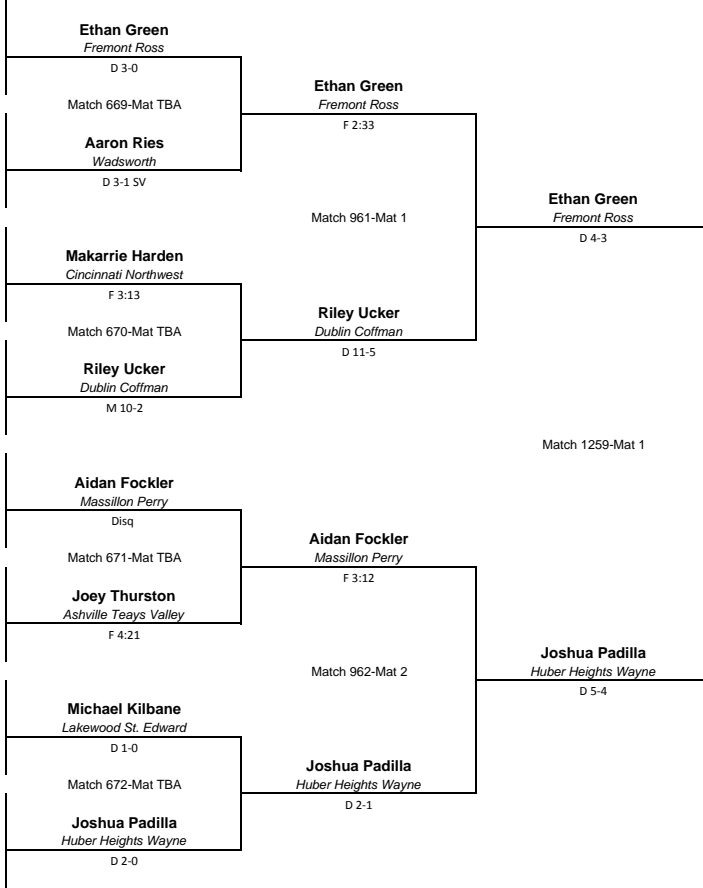 Ethan Green
Fremont Ross
D 3-0
Match 669-Mat TBA
Aaron Ries
Wadsworth
D 3-1 SV
Makarrie Harden
Cincinnati Northwest
F 3:13
Match 670-Mat TBA
Riley Ucker
Dublin Coffman
M 10-2
Aidan Fockler
Massillon Perry
Disq
Match 671-Mat TBA
Joey Thurston
Ashville Teays Valley
F 4:21
Michael Kilbane
Lakewood St. Edward
D 1-0
Match 672-Mat TBA
Joshua Padilla
Huber Heights Wayne
D 2-0
Ethan Green
Fremont Ross
F 2:33
Match 961-Mat 1
Riley Ucker
Dublin Coffman
D 11-5
Aidan Fockler
Massillon Perry
F 3:12
Match 962-Mat 2
Joshua Padilla
Huber Heights Wayne
D 2-1
Ethan Green
Fremont Ross
D 4-3
Match 1259-Mat 1
Joshua Padilla
Huber Heights Wayne
D 5-4